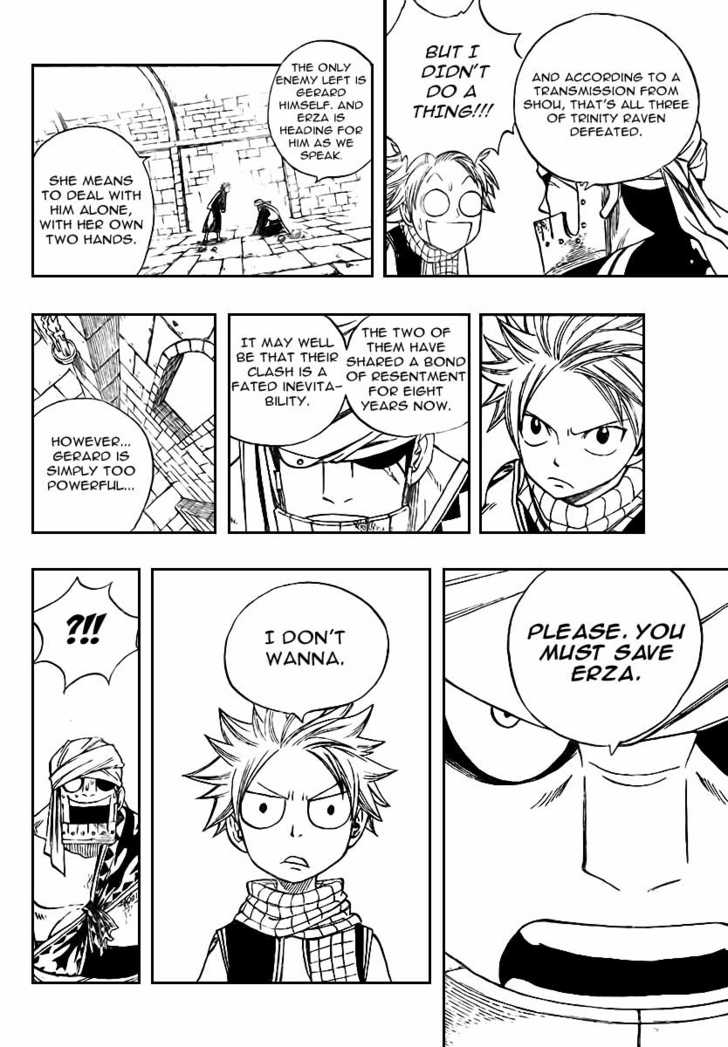 AND ACCORDING TO A
TRANSMISSION FROM
SHOU, THAT'S ALL THREE
OF TRINITY RAVEN
DEFEATED.
BUT I
DIDN'T
DO A
THING!!!
THE ONLY
ENEMY LEFT IS
GERARD
HIMSELF. AND
ERZA IS
HEADING FOR
HIM AS WE
SPEAK.
SHE MEANS
TO DEAL WITH
HIM ALONE,
WITH HER OWN
TWO HANDS.
THE TWO OF
THEM HAVE
SHARED A BOND
OF RESENTMENT
FOR EIGHT
YEARS NOW.
IT MAY WELL
BE THAT THEIR
CLASH IS A
FATED INEVITA-
BILITY.
HOWEVER...
GERARD IS
SIMPLY TOO
POWERFUL...
PLEASE. YOU
MUST SAVE
ERZA.
I DON'T
WANNA.
?!!